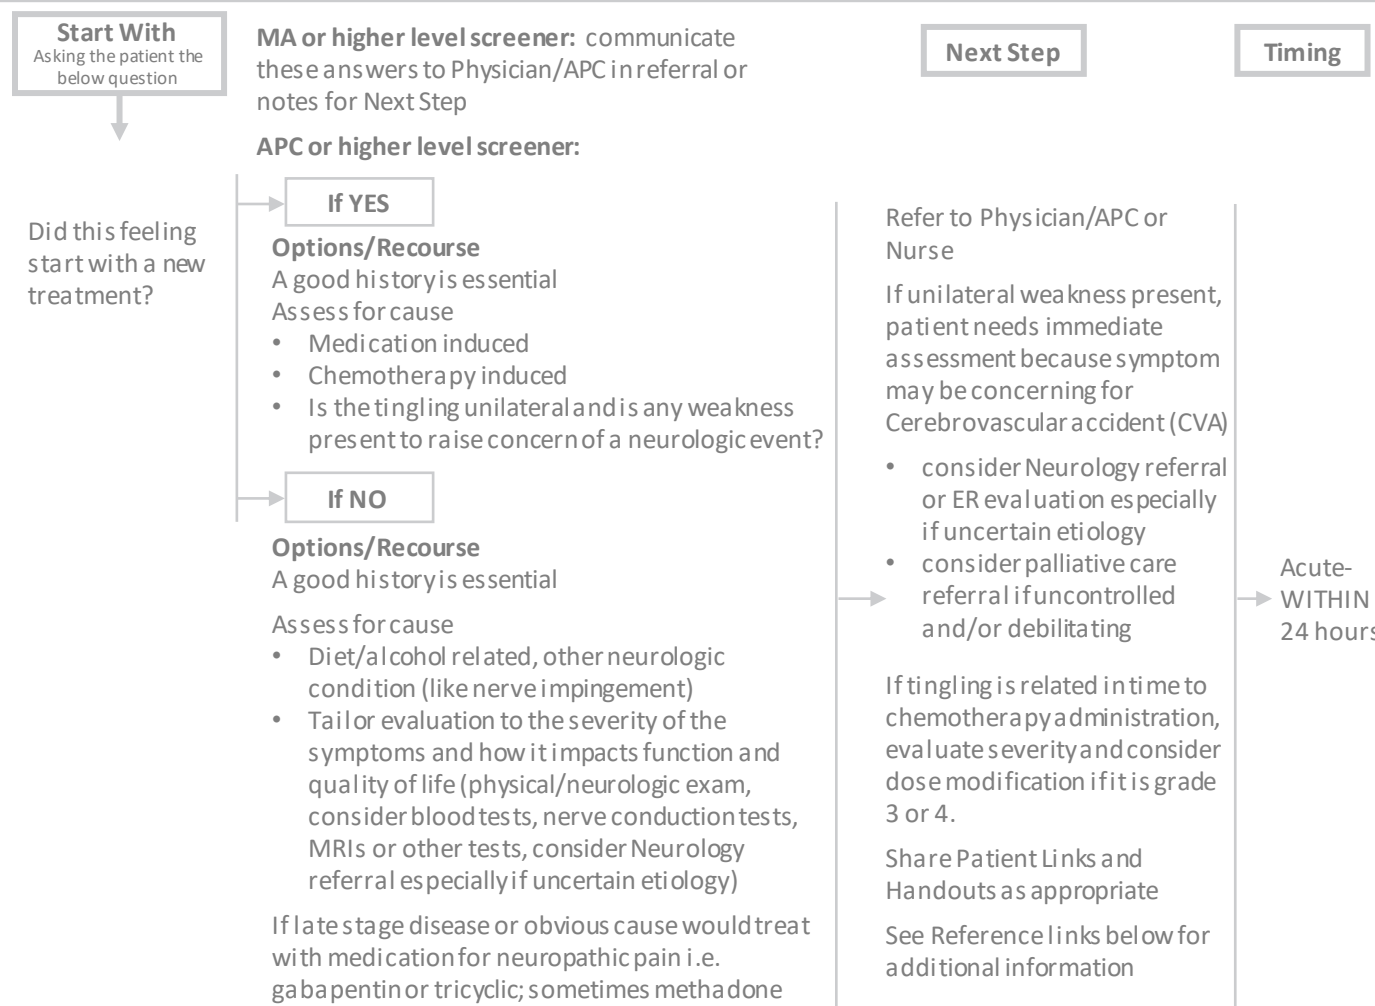 Start With
Asking the patient the
below question
MA or higher level screener: communicate
these answers to Physician/APC in referral or
notes for Next Step
APC or higher level screener:
Next Step
Timing
Did this feeling
start with a new
treatment?
If YES
Options/Recourse
A good history is essential
Assess for cause
• Medication induced
• Chemotherapy induced
• Is the tingling unilateral and is any weakness
present to raise concern of a neurologic event?
If NO
Options/Recourse
A good history is essential
Assess for cause
• Diet/alcohol related, other neurologic
condition (like nerve impingement)
• Tailor evaluation to the severity of the
symptoms and how it impacts function and
quality of life (physical/neurologic exam,
consider blood tests, nerve conduction tests,
MRIs or other tests, consider Neurology
referral especially if uncertain etiology)
If late stage disease or obvious cause would treat
with medication for neuropathic pain i.e.
gabapentin or tricyclic; sometimes methadone
Refer to Physician/APC or
Nurse
If unilateral weakness present,
patient needs immediate
assessment because symptom
may be concerning for
Cerebrovascular accident (CVA)
• consider Neurology referral
or ER evaluation especially
if uncertain etiology
• consider palliative care
referral if uncontrolled
and/or debilitating
If tingling is related in time to
chemotherapy administration,
evaluate severity and consider
dose modification if it is grade
3 or 4.
Share Patient Links and
Handouts as appropriate
See Reference links below for
additional information
Acute-
WITHIN
24 hours